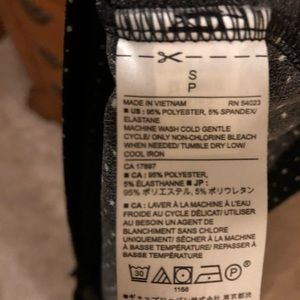 S
P
MADE IN VIETNAM RN 54023
■ US: 95% POLYESTER, 5% SPANDEX/
ELASTANE
MACHINE WASH COLD GENTLE
CYCLE/ ONLY NON-CHLORINE BLEACH
WHEN NEEDED/ TUMBLE DRY LOW/
COOL IRON
CA 17897
■ CA : 95% POLYESTER,
5% ÉLASTHANNE ■ JP :
95% ポリエステル, 5% ポリウレタン
■ CA : LAVER À LA MACHINE À L'EAU
FROIDE AU CYCLE DÉLICAT/ UTILISER
AU BESOIN UN AGENT DE
BLANCHIMENT SANS CHLORE
UNIQUEMENT/ SÉCHER À LA MACHINE
À BASSE TEMPÉRATURE/ REPASSER À
BASSE TEMPÉRATURE
30 P
1166